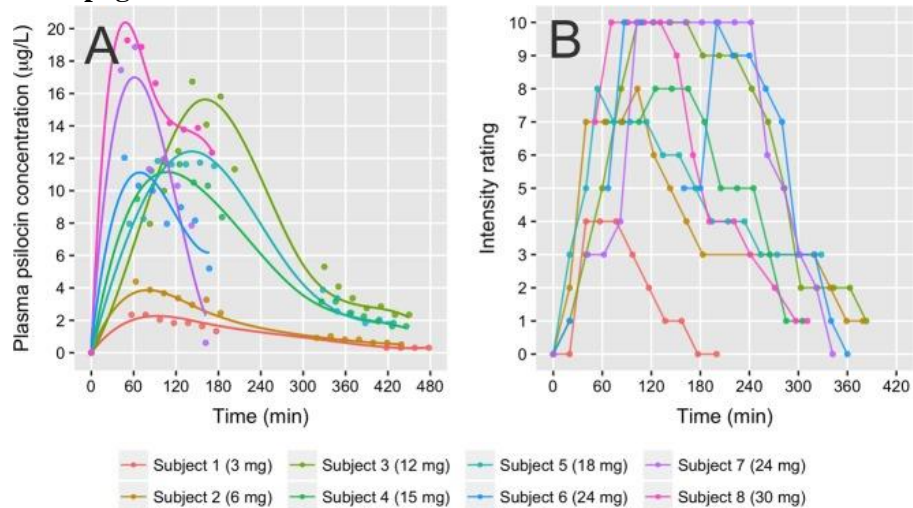 A
B
Plasma psilocin concentration (µg/L)
20
18
16
14
12
10
8
6
4
2
0
0 60 120 180 240 300 360 420 480
Time (min)
Intensity rating
10
9
8
7
6
5
4
3
2
1
0
0 60 120 180 240 300 360 420
Time (min)
Subject 1 (3 mg) Subject 3 (12 mg) Subject 5 (18 mg) Subject 7 (24 mg)
Subject 2 (6 mg) Subject 4 (15 mg) Subject 6 (24 mg) Subject 8 (30 mg)